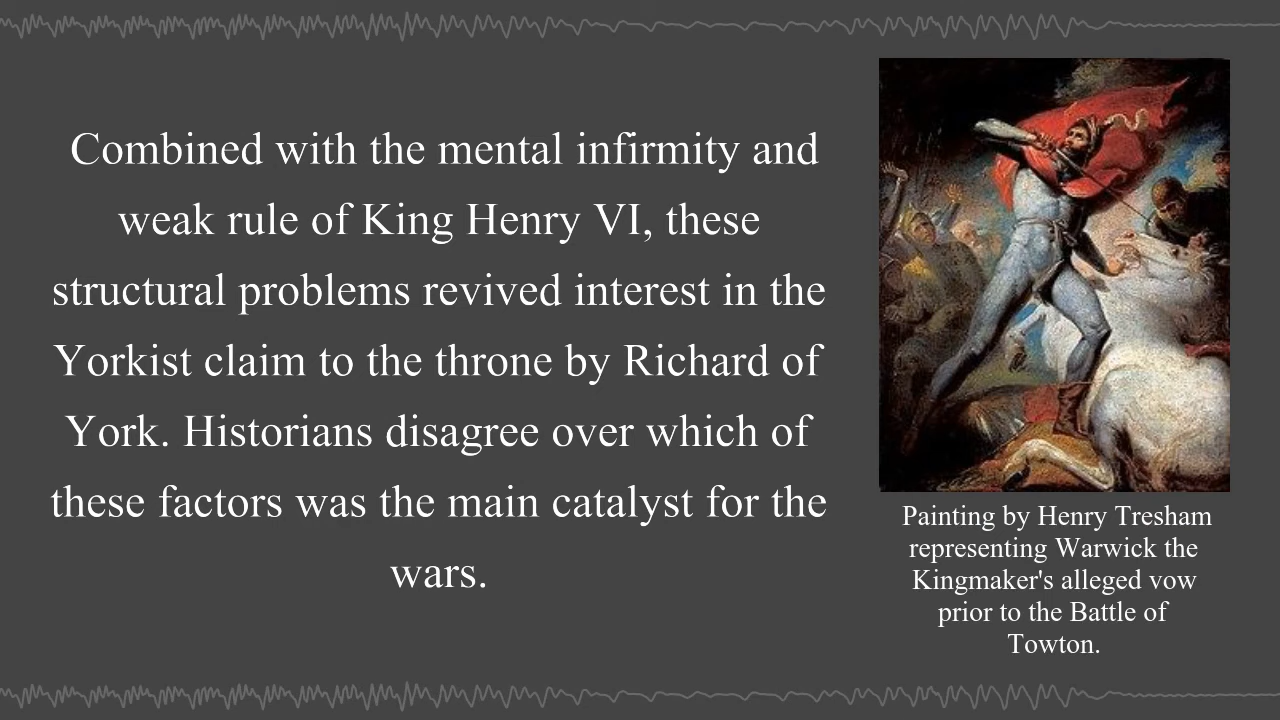 Combined with the mental infirmity and
weak rule of King Henry VI, these
structural problems revived interest in the
Yorkist claim to the throne by Richard of
York. Historians disagree over which of
these factors was the main catalyst for the
wars.
Painting by Henry Tresham
representing Warwick the
Kingmaker's alleged vow
prior to the Battle of
Towton.